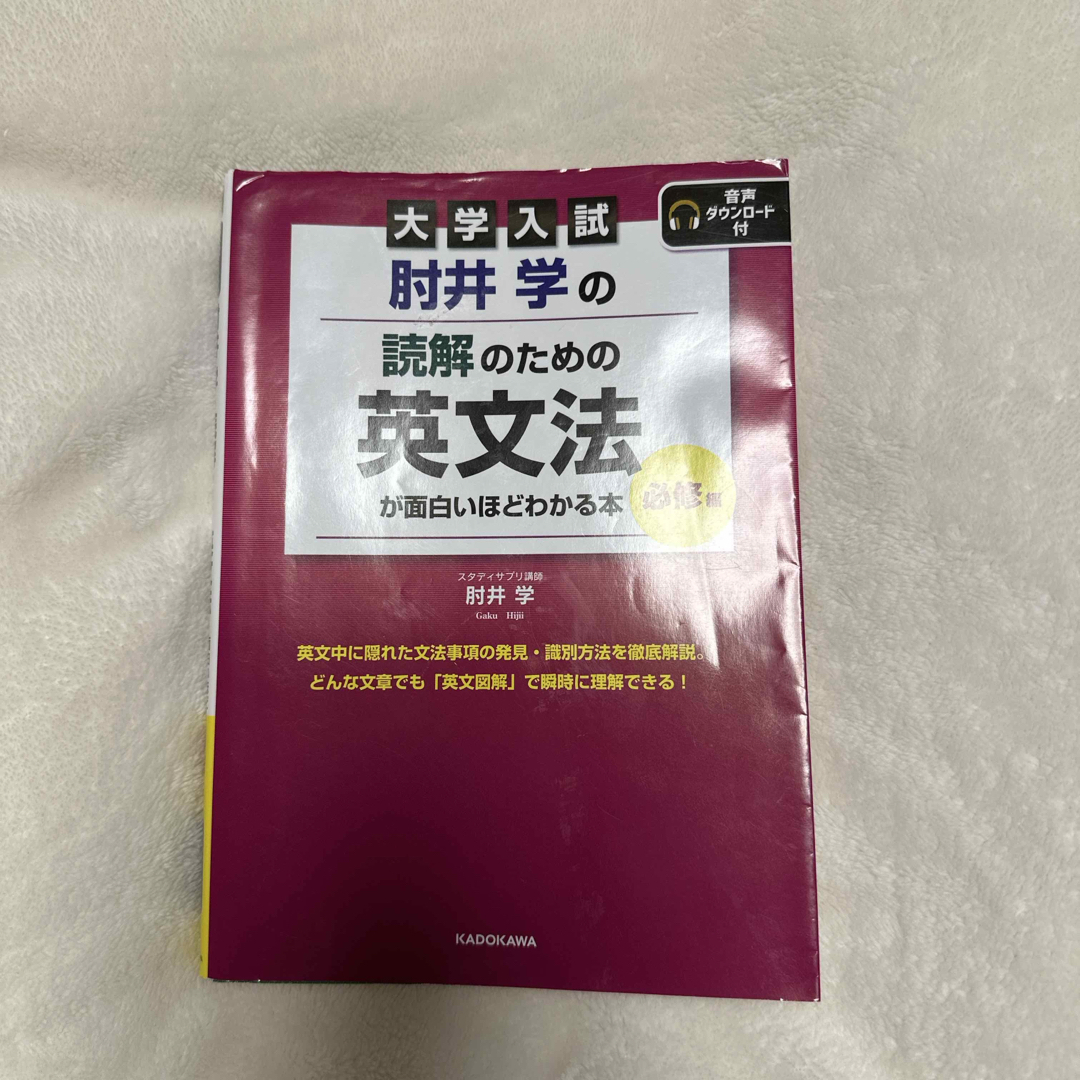 音声
ダウンロード
付
大学入試
肘井 学の
読解のための
英文法
が面白いほどわかる本
必修編
スタディサプリ講師
肘井 学
Gaku Hijii
英文中に隠れた文法事項の発見・識別方法を徹底解説。
どんな文章でも「英文図解」で瞬時に理解できる！
KADOKAWA